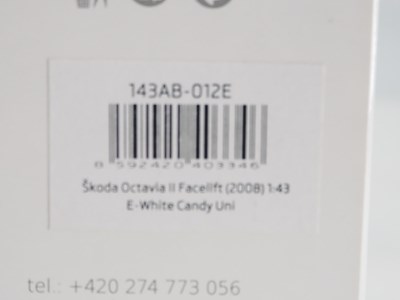 143AB-012E
8 592420 403346
Škoda Octavia II Facelift (2008) 1:43
E-White Candy Uni
tel.: +420 274 773 056